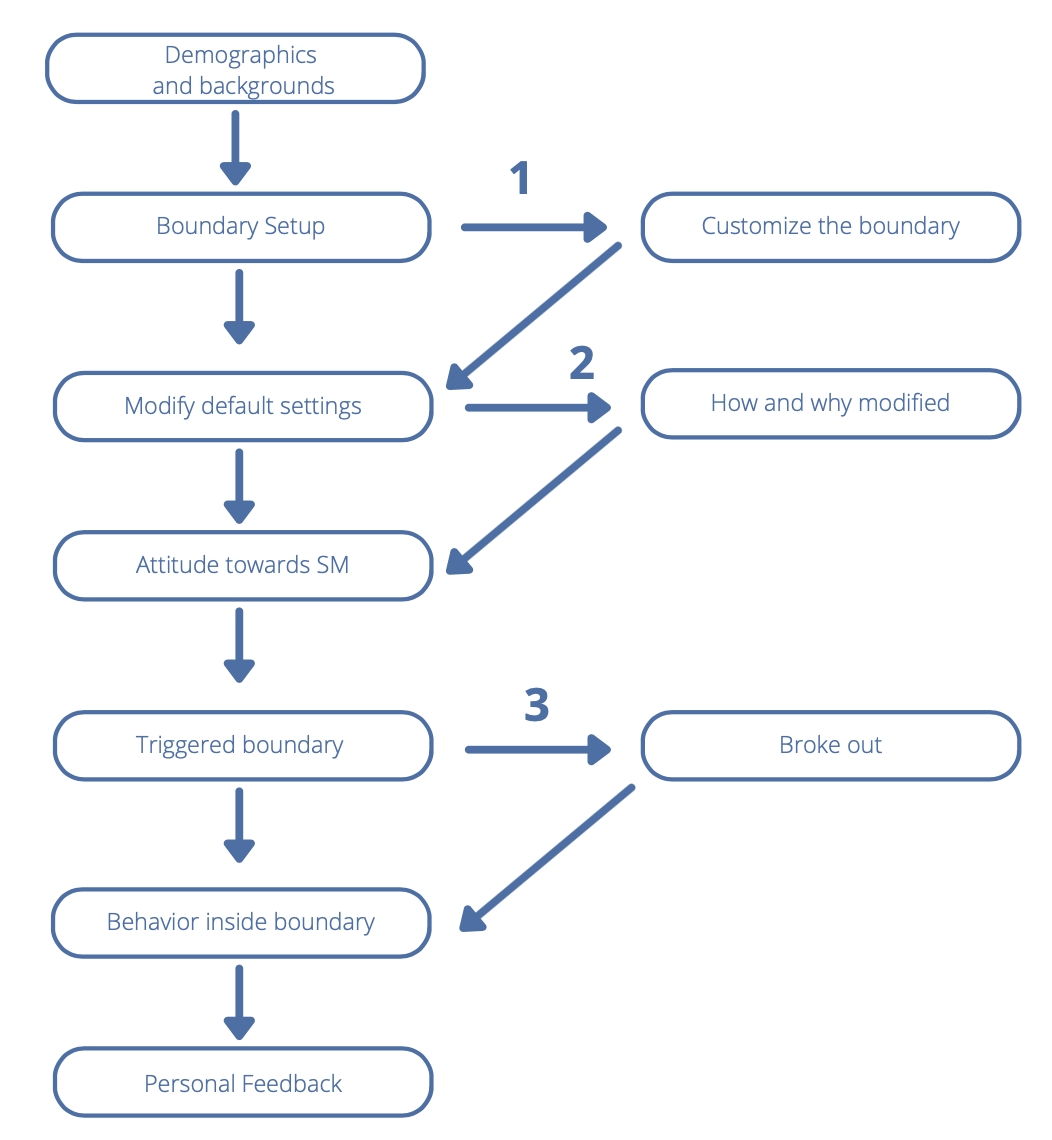 Demographics
and backgrounds
1
Boundary Setup
Customize the boundary
2
Modify default settings
How and why modified
Attitude towards SM
3
Triggered boundary
Broke out
Behavior inside boundary
Personal Feedback